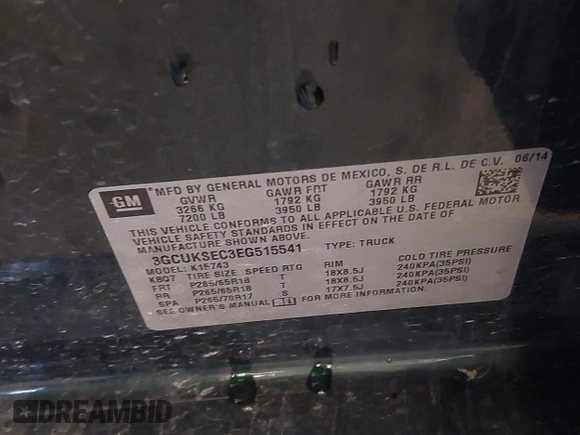 GM
MFD BY GENERAL MOTORS DE MEXICO, S. DE R.L. DE C.V. 06/14
GVWR GAWR FRT GAWR RR
3266 KG 1792 KG 1792 KG
7200 LB 3950 LB 3950 LB
THIS VEHICLE CONFORMS TO ALL APPLICABLE U.S. FEDERAL MOTOR
VEHICLE SAFETY STANDARDS IN EFFECT ON THE DATE OF
MANUFACTURE SHOWN ABOVE.
3GCUKSEC3EG515541 TYPE: TRUCK
MODEL: K15743
KBQT TIRE SIZE SPEED RTG RIM COLD TIRE PRESSURE
FRT P265/65R18 T 18X8.5J 240KPA(35PSI)
RR P265/65R18 T 18X8.5J 240KPA(35PSI)
SPA P265/70R17 S 17X7.5J 240KPA(35PSI)
SEE OWNER'S MANUAL FOR MORE INFORMATION.
DREAMBID